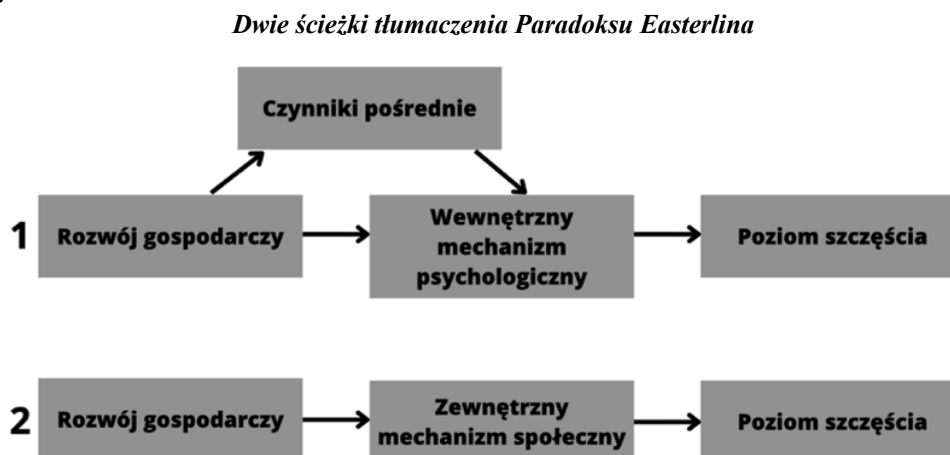 Dwie ścieżki tłumaczenia Paradoksu Easterlina
Czynniki pośrednie
1
Rozwój gospodarczy
Wewnętrzny
mechanizm
psychologiczny
Poziom szczęścia
2
Rozwój gospodarczy
Zewnętrzny
mechanizm społeczny
Poziom szczęścia